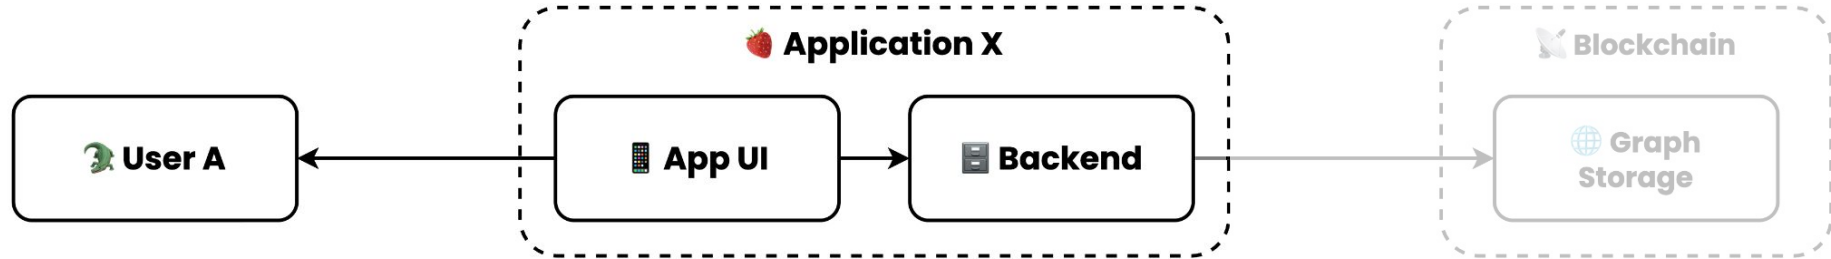 Application X
Blockchain
User A
App UI
Backend
Graph
Storage